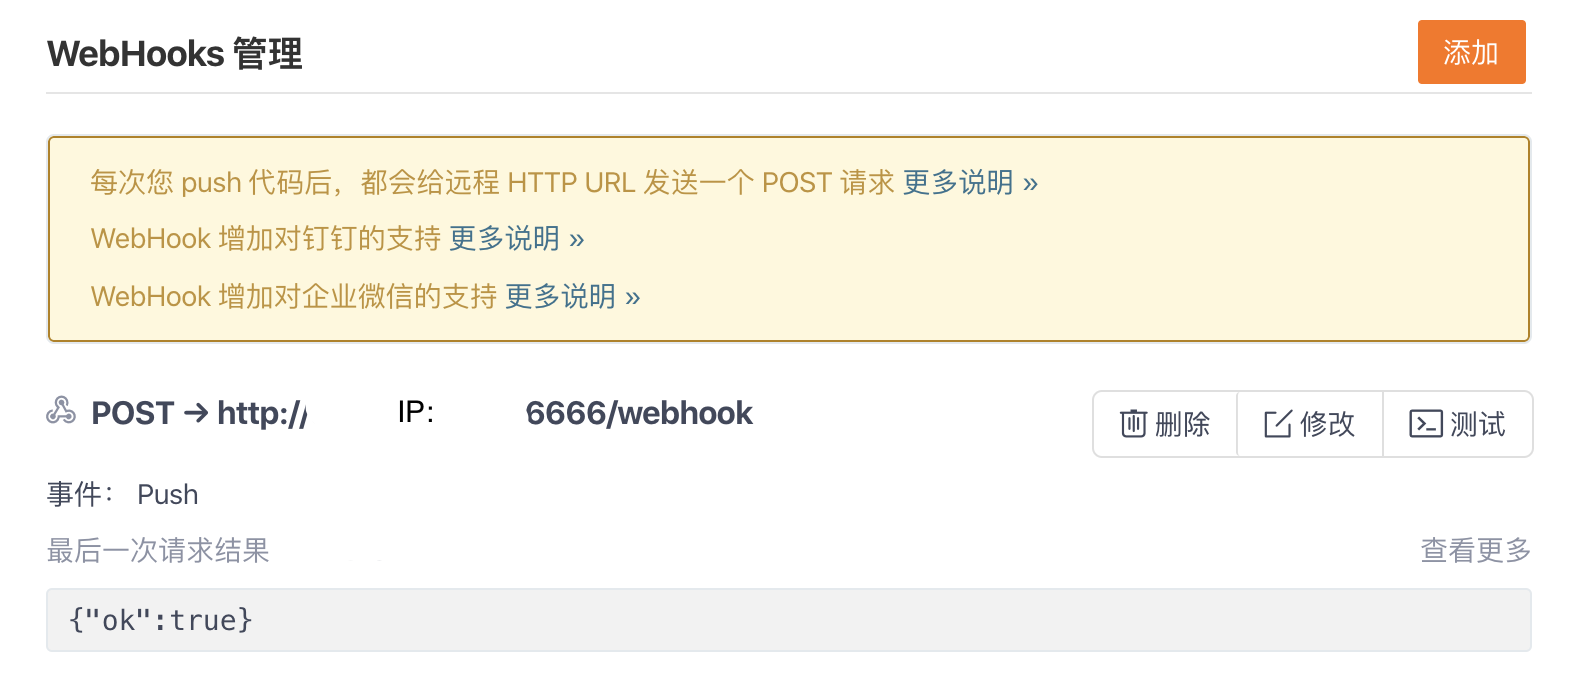 WebHooks 管理
添加
每次您 push 代码后，都会给远程 HTTP URL 发送一个 POST 请求 更多说明 »
WebHook 增加对钉钉的支持 更多说明 »
WebHook 增加对企业微信的支持 更多说明 »
POST → http:// IP: 6666/webhook
删除 修改 测试
事件： Push
最后一次请求结果 查看更多
{"ok":true}